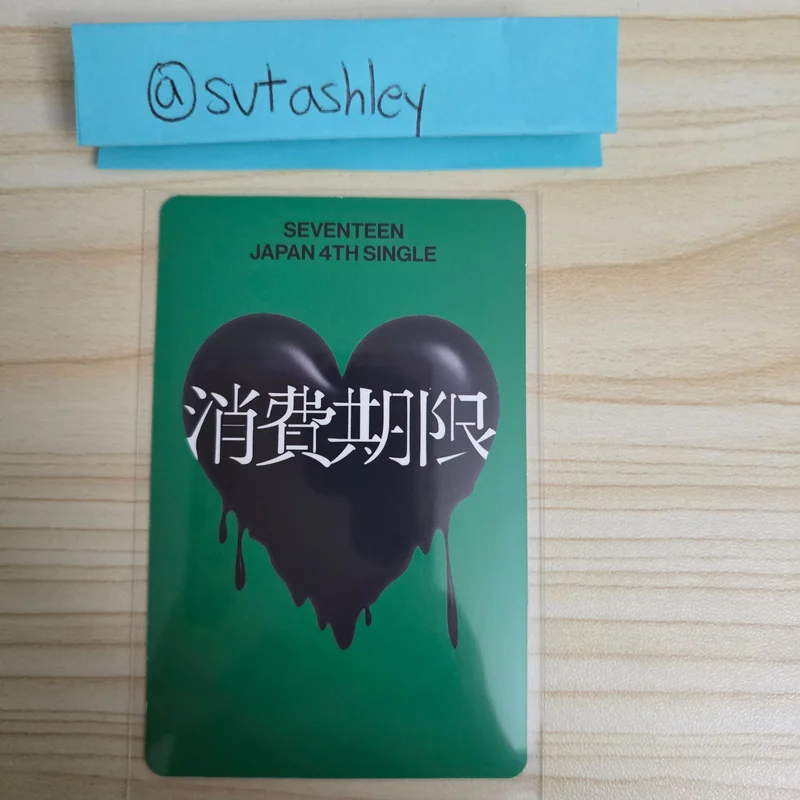 @svtashley
SEVENTEEN
JAPAN 4TH SINGLE
消費期限